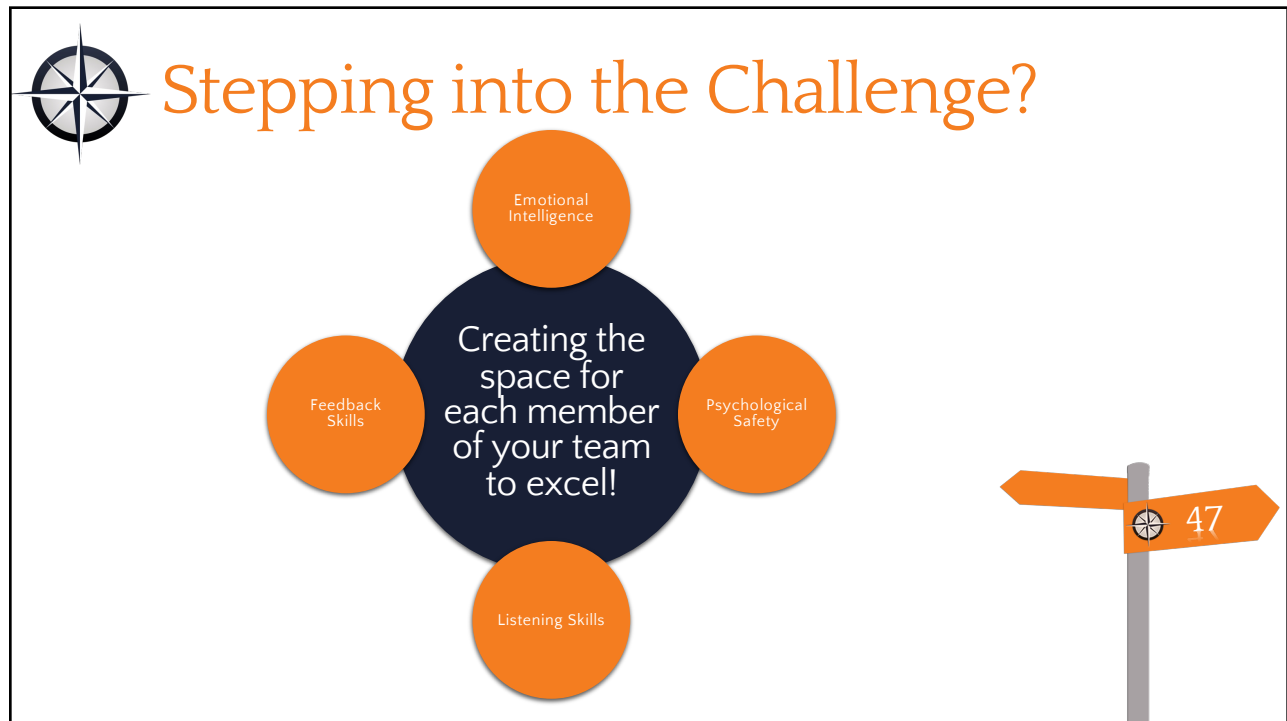 Stepping into the Challenge?
Emotional
Intelligence
Creating the
space for
each member
of your team
to excel!
Feedback
Skills
Psychological
Safety
Listening Skills
47